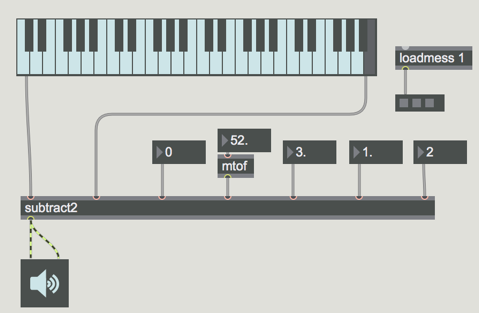 loadmess 1
0
52.
3.
1.
2
mtof
subtract2